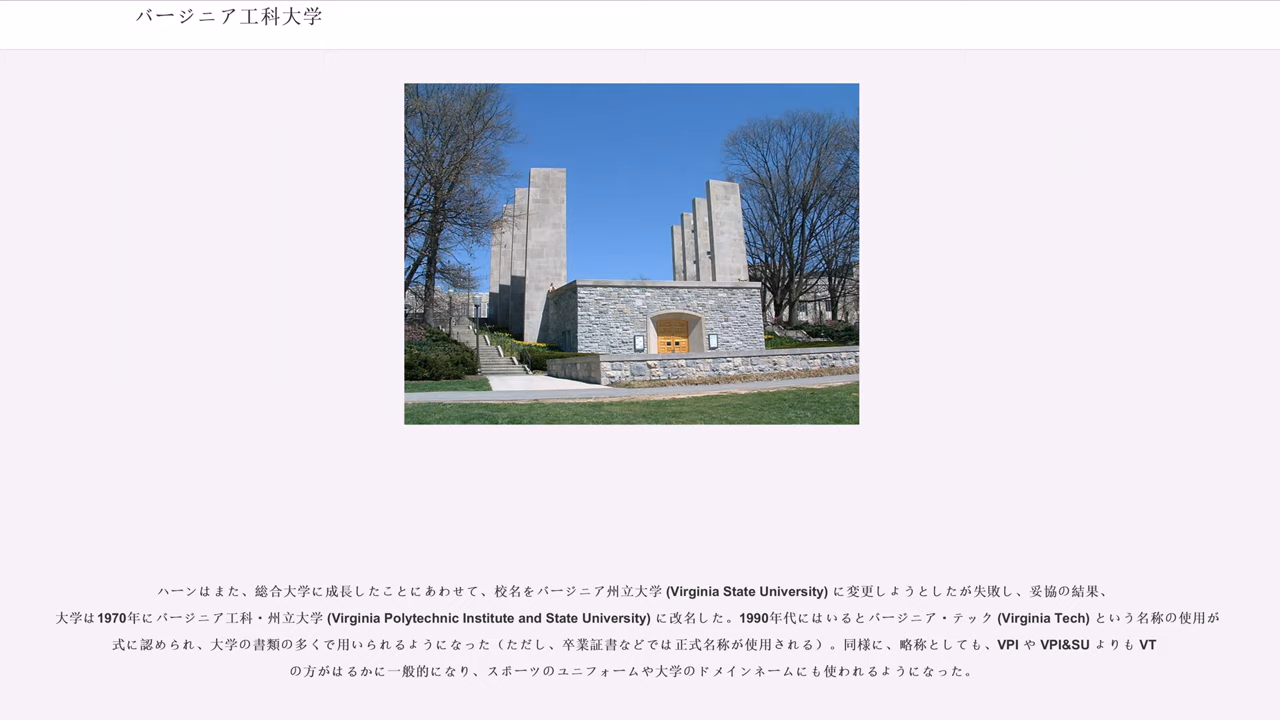 バージニア工科大学
ハーンはまた、総合大学に成長したことにあわせて、校名をバージニア州立大学 (Virginia State University) に変更しようとしたが失敗し、妥協の結果、
大学は1970年にバージニア工科・州立大学 (Virginia Polytechnic Institute and State University) に改名した。1990年代にはいるとバージニア・テック (Virginia Tech) という名称の使用が
式に認められ、大学の書類の多くで用いられるようになった（ただし、卒業証書などでは正式名称が使用される）。同様に、略称としても、VPI や VPI&SU よりも VT
の方がはるかに一般的になり、スポーツのユニフォームや大学のドメインネームにも使われるようになった。